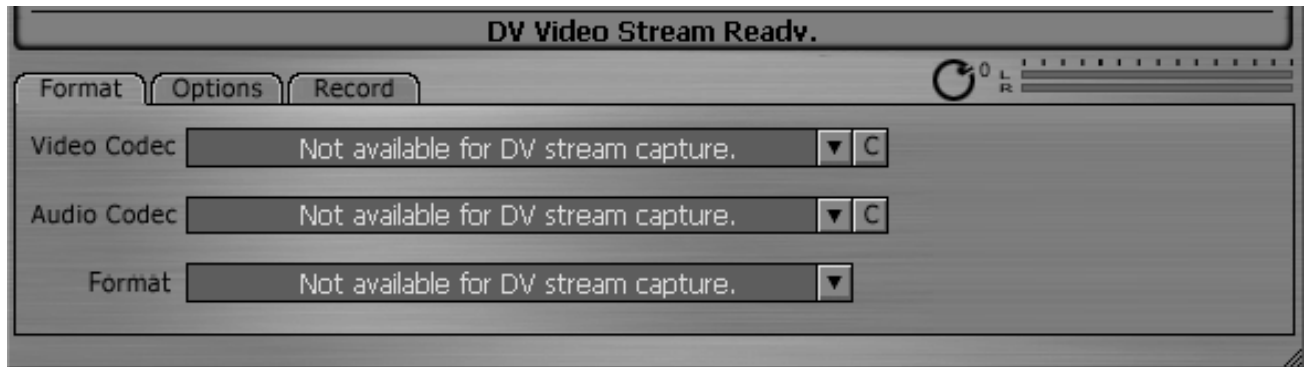 DV Video Stream Ready.
Format Options Record
0 L
R
Video Codec Not available for DV stream capture. ▼ C
Audio Codec Not available for DV stream capture. ▼ C
Format Not available for DV stream capture. ▼